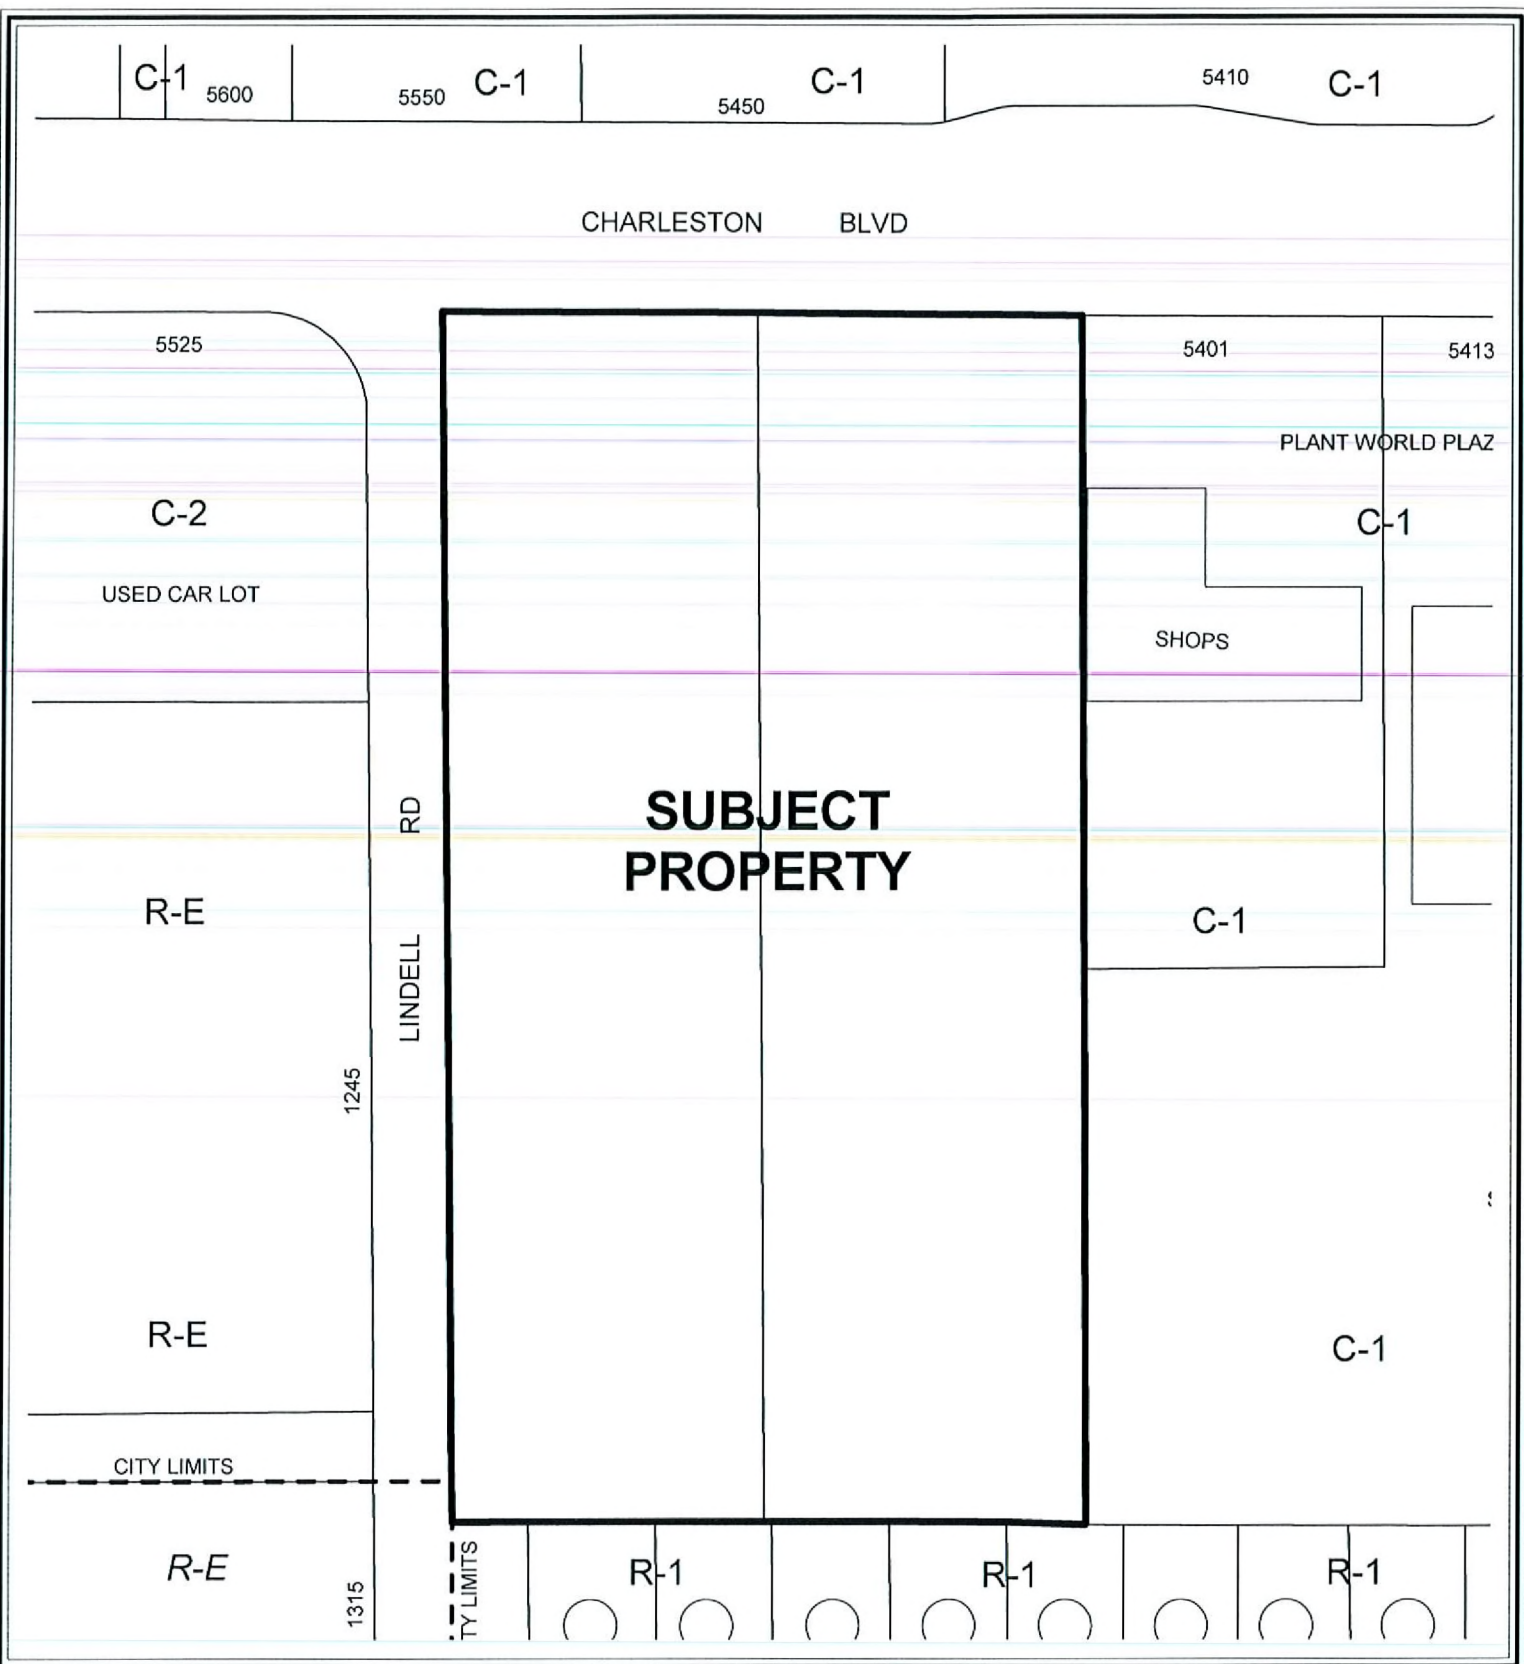 C-1
5600
5550
C-1
5450
C-1
5410
C-1
CHARLESTON BLVD
5525
5401
5413
PLANT WORLD PLAZ
C-2
C-1
USED CAR LOT
SHOPS
SUBJECT
PROPERTY
LINDELL RD
R-E
C-1
1245
R-E
C-1
CITY LIMITS
R-E
1315
TY LIMITS
R-1
R-1
R-1